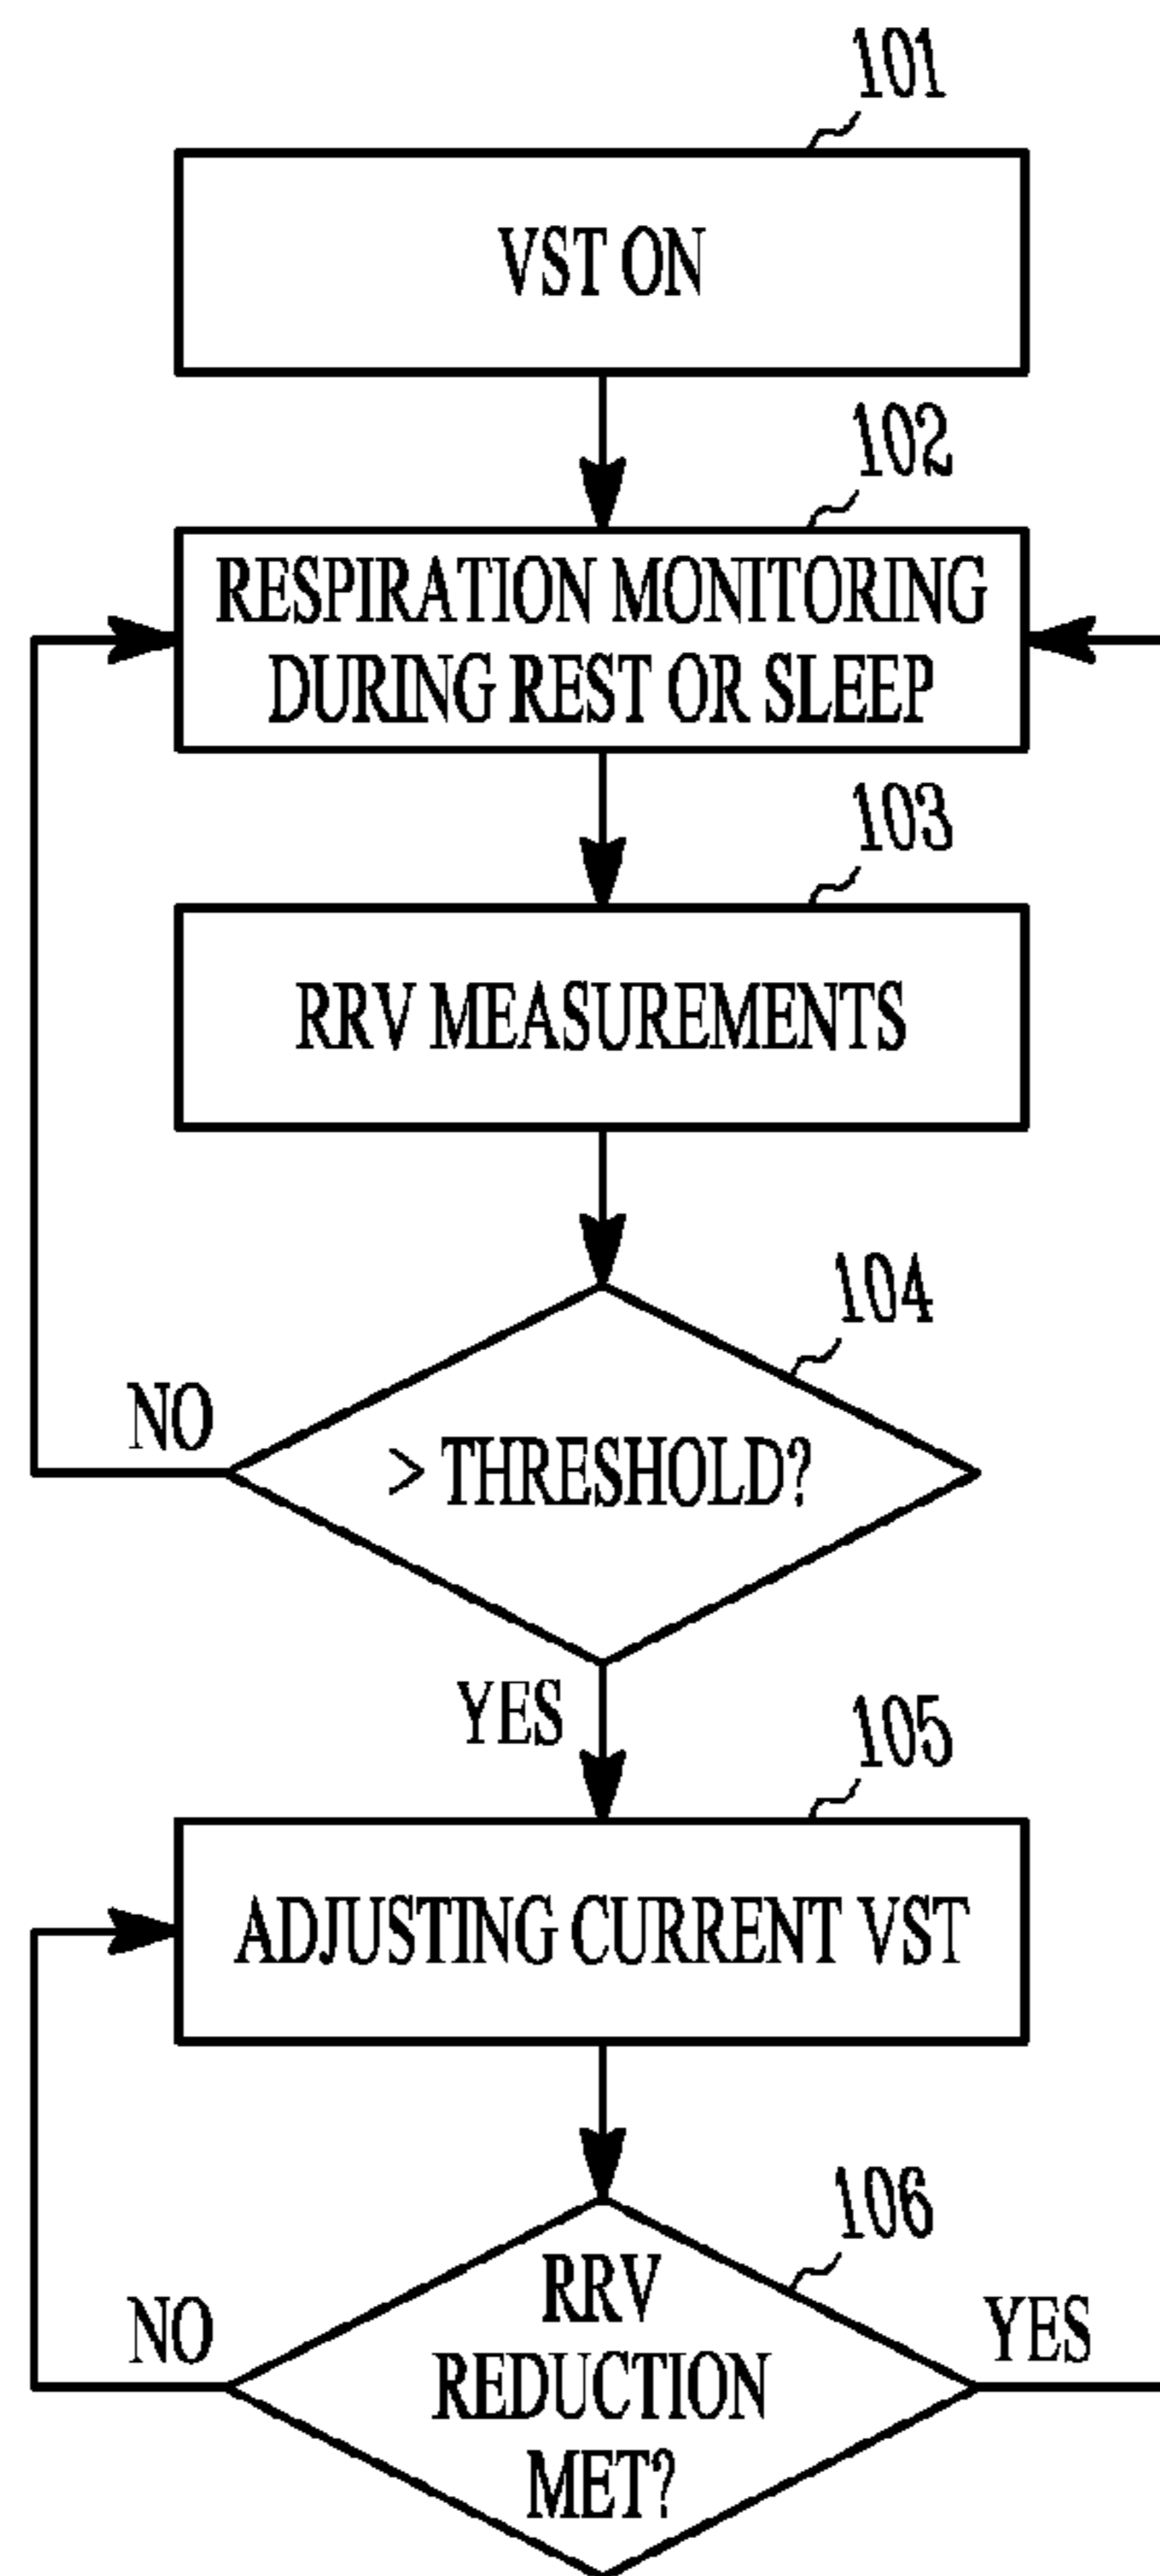 101
VST ON
102
RESPIRATION MONITORING
DURING REST OR SLEEP
103
RRV MEASUREMENTS
104
NO
> THRESHOLD?
YES
105
ADJUSTING CURRENT VST
106
NO
RRV
REDUCTION
MET?
YES